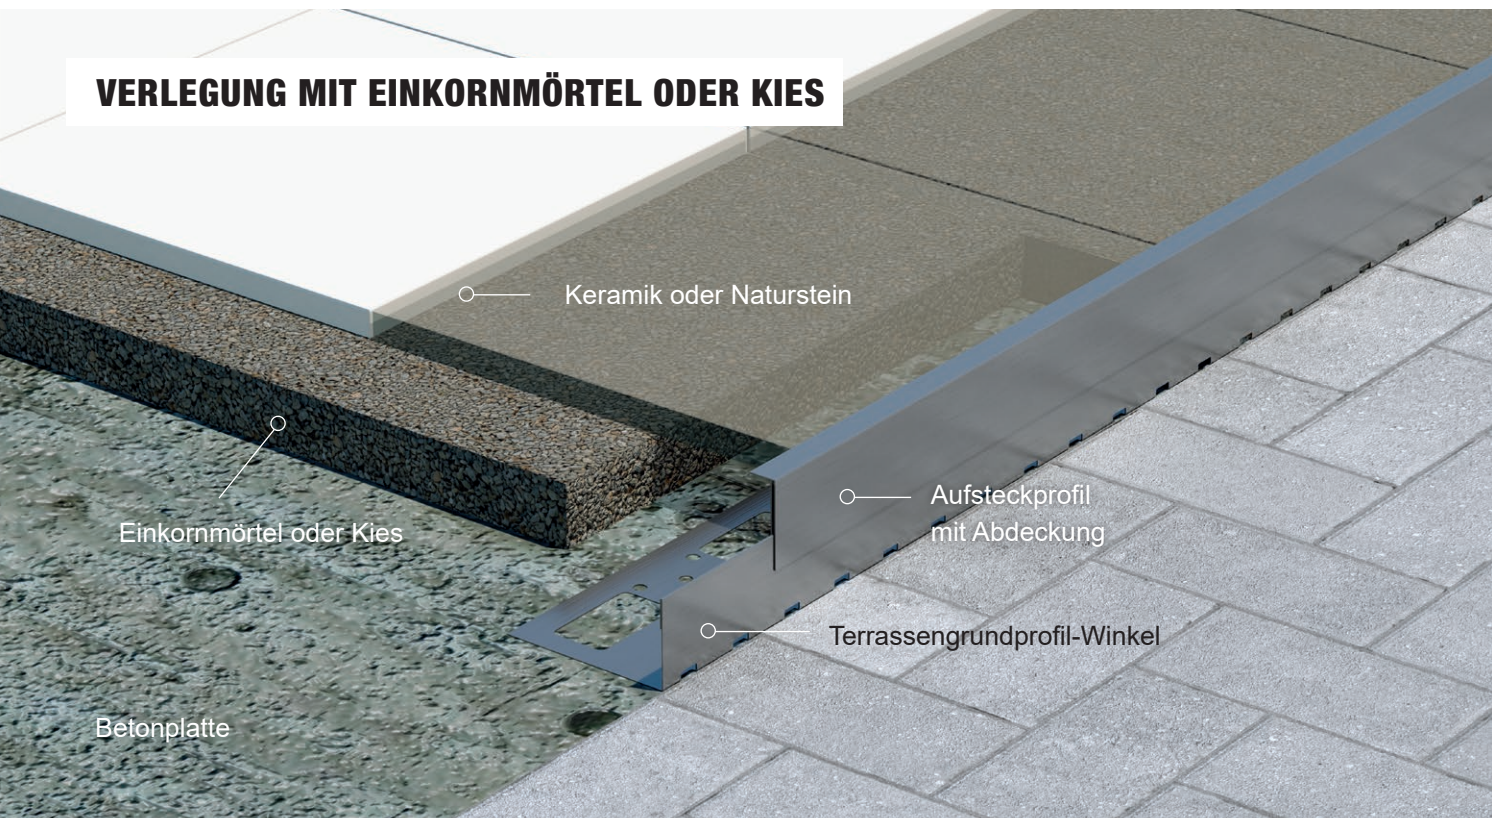 VERLEGUNG MIT EINKORNMÖRTEL ODER KIES
Keramik oder Naturstein
Einkornmörtel oder Kies
Aufsteckprofil
mit Abdeckung
Terrassengrundprofil-Winkel
Betonplatte